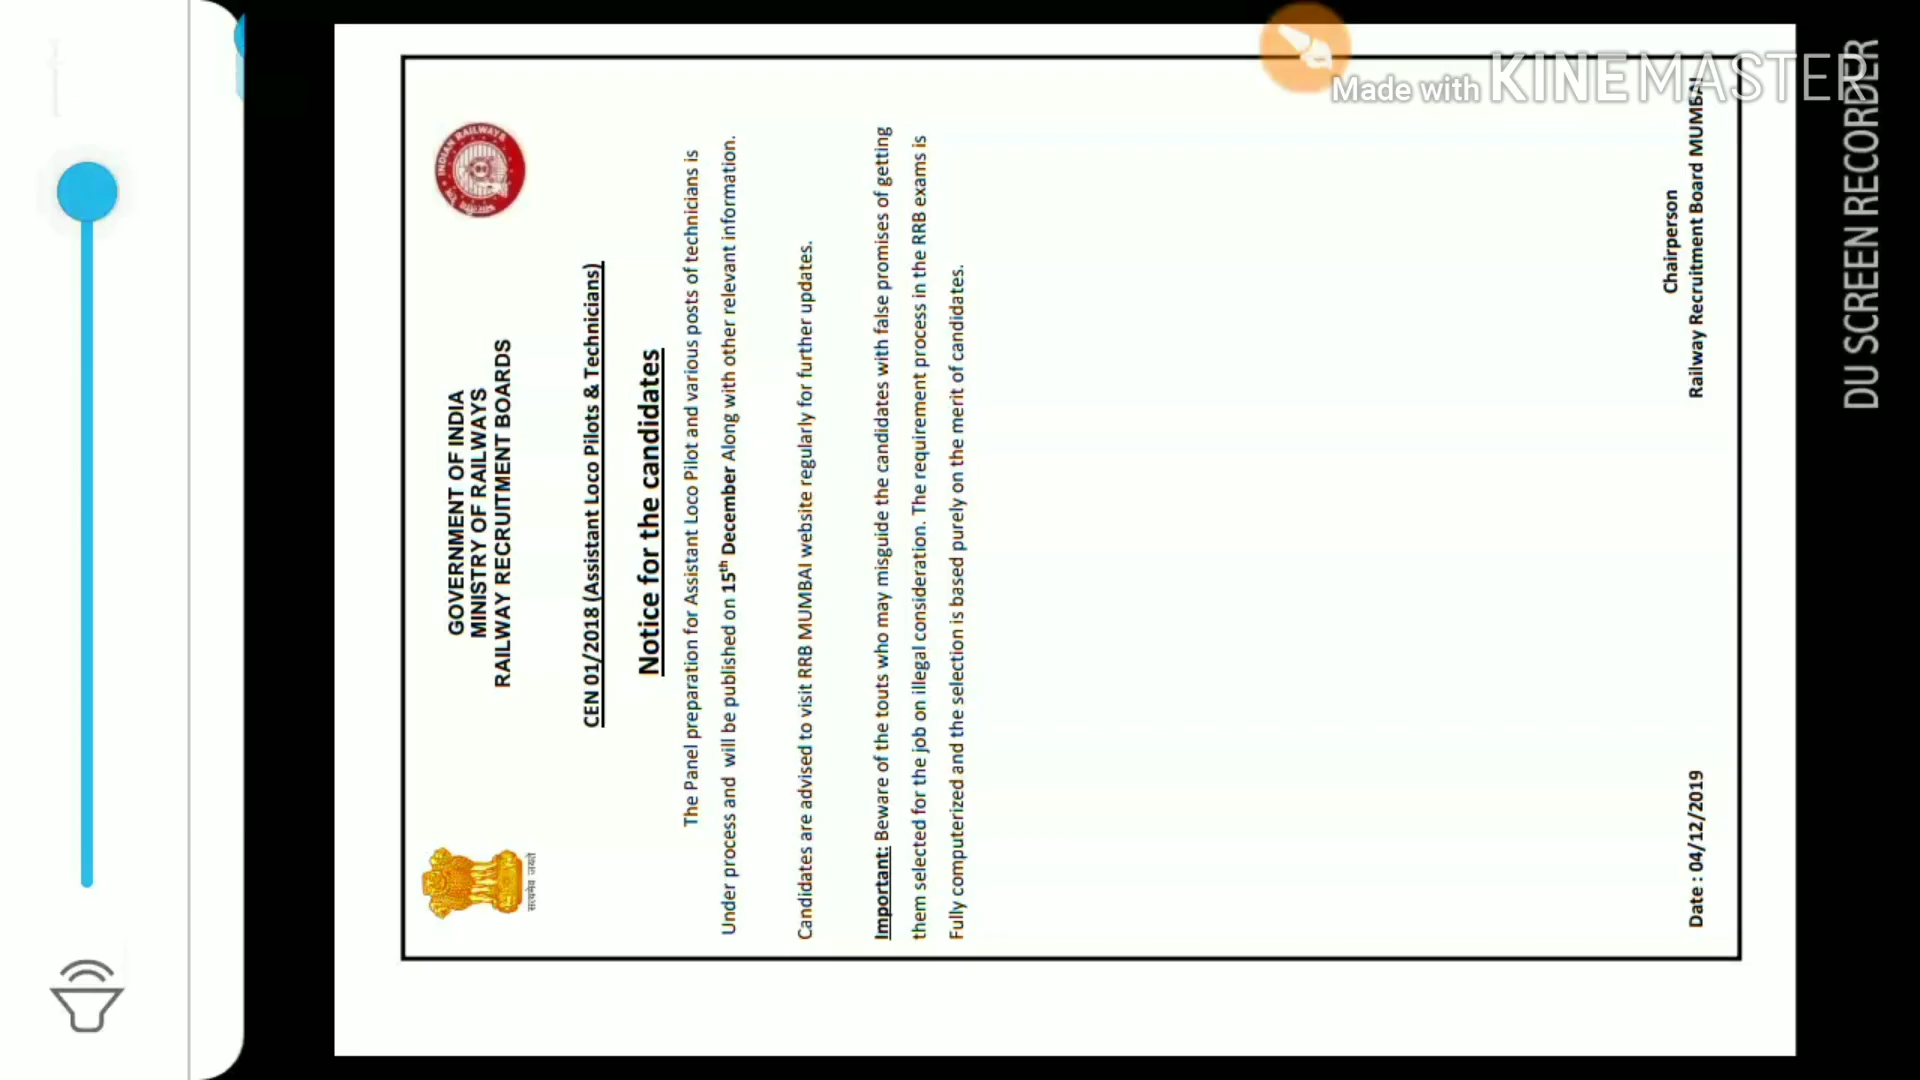 Made with KINEMASTER
DU SCREEN RECORDER
INDIAN RAILWAYS
सत्यमेव जयते
GOVERNMENT OF INDIA
MINISTRY OF RAILWAYS
RAILWAY RECRUITMENT BOARDS
CEN 01/2018 (Assistant Loco Pilots & Technicians)
Notice for the candidates
The Panel preparation for Assistant Loco Pilot and various posts of technicians is
Under process and will be published on 15th December Along with other relevant information.
Candidates are advised to visit RRB MUMBAI website regularly for further updates.
Important: Beware of the touts who may misguide the candidates with false promises of getting
them selected for the job on illegal consideration. The requirement process in the RRB exams is
Fully computerized and the selection is based purely on the merit of candidates.
Chairperson
Date : 04/12/2019 Railway Recruitment Board MUMBAI